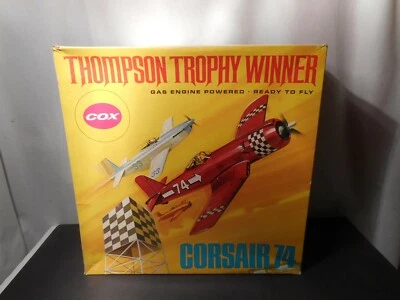 THOMPSON TROPHY WINNER
GAS ENGINE POWERED - READY TO FLY
COX
74
CORSAIR 74